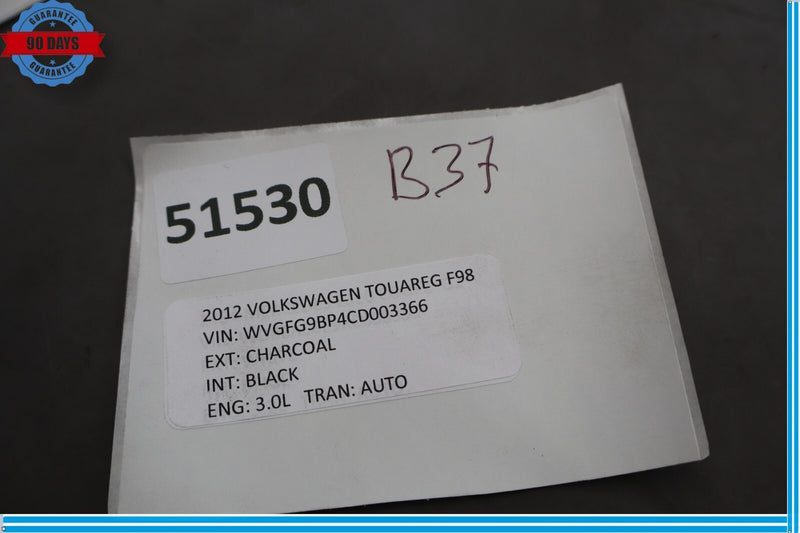 GUARANTEE
90 DAYS
GUARANTEE
B37
51530
2012 VOLKSWAGEN TOUAREG F98
VIN: WVGFG9BP4CD003366
EXT: CHARCOAL
INT: BLACK
ENG: 3.0L TRAN: AUTO